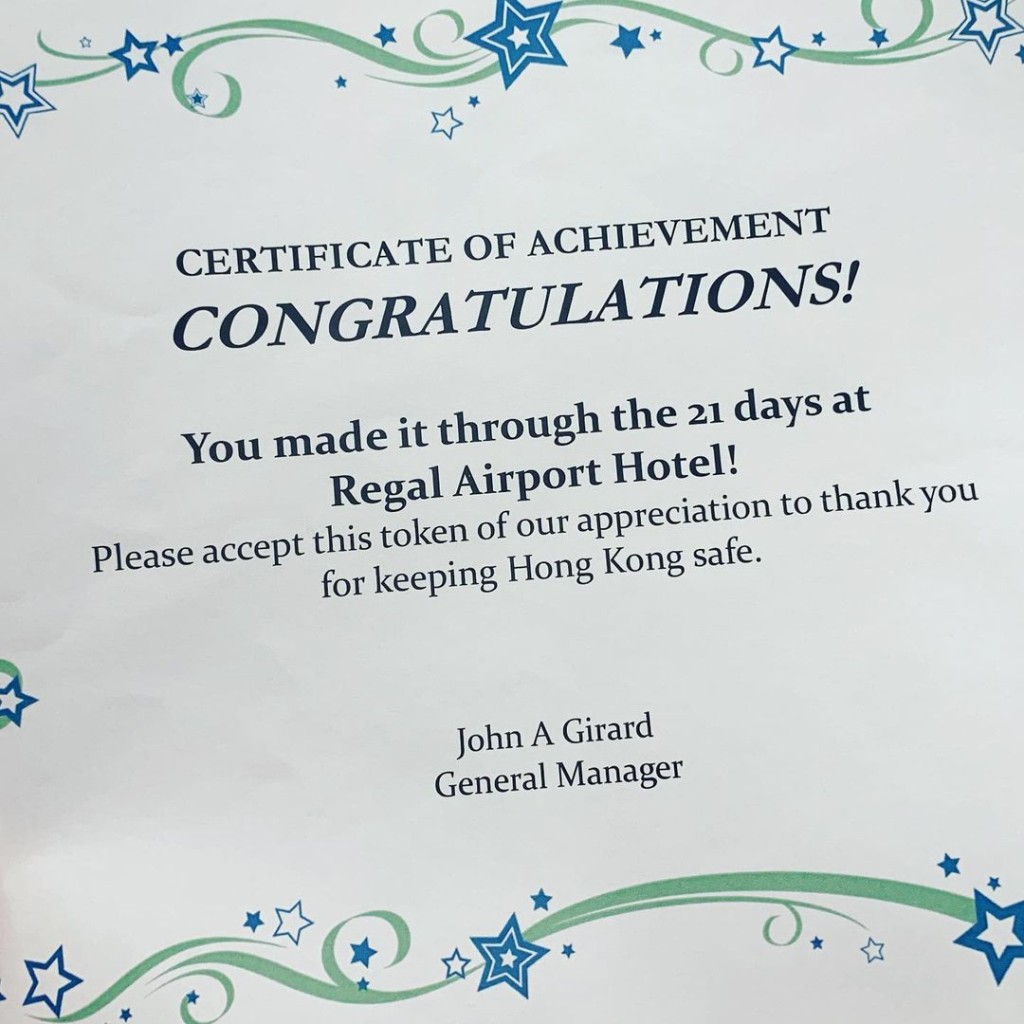 CERTIFICATE OF ACHIEVEMENT
CONGRATULATIONS!
You made it through the 21 days at
Regal Airport Hotel!
Please accept this token of our appreciation to thank you
for keeping Hong Kong safe.
John A Girard
General Manager